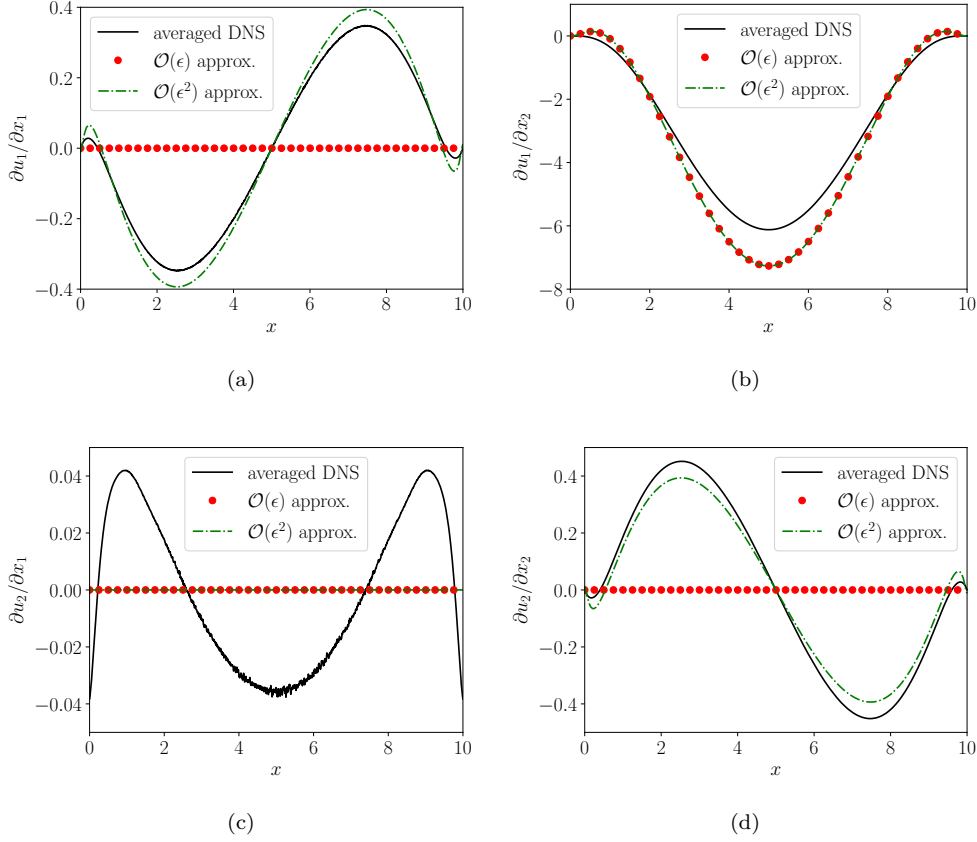 0.4
0.2
0.0
−0.2
−0.4
∂u₁/∂x₁
averaged DNS
𝒪(ϵ) approx.
𝒪(ϵ²) approx.
0 2 4 6 8 10
x
(a)
0
−2
−4
−6
−8
∂u₁/∂x₂
averaged DNS
𝒪(ϵ) approx.
𝒪(ϵ²) approx.
0 2 4 6 8 10
x
(b)
0.04
0.02
0.00
−0.02
−0.04
∂u₂/∂x₁
averaged DNS
𝒪(ϵ) approx.
𝒪(ϵ²) approx.
0 2 4 6 8 10
x
(c)
0.4
0.2
0.0
−0.2
−0.4
∂u₂/∂x₂
averaged DNS
𝒪(ϵ) approx.
𝒪(ϵ²) approx.
0 2 4 6 8 10
x
(d)